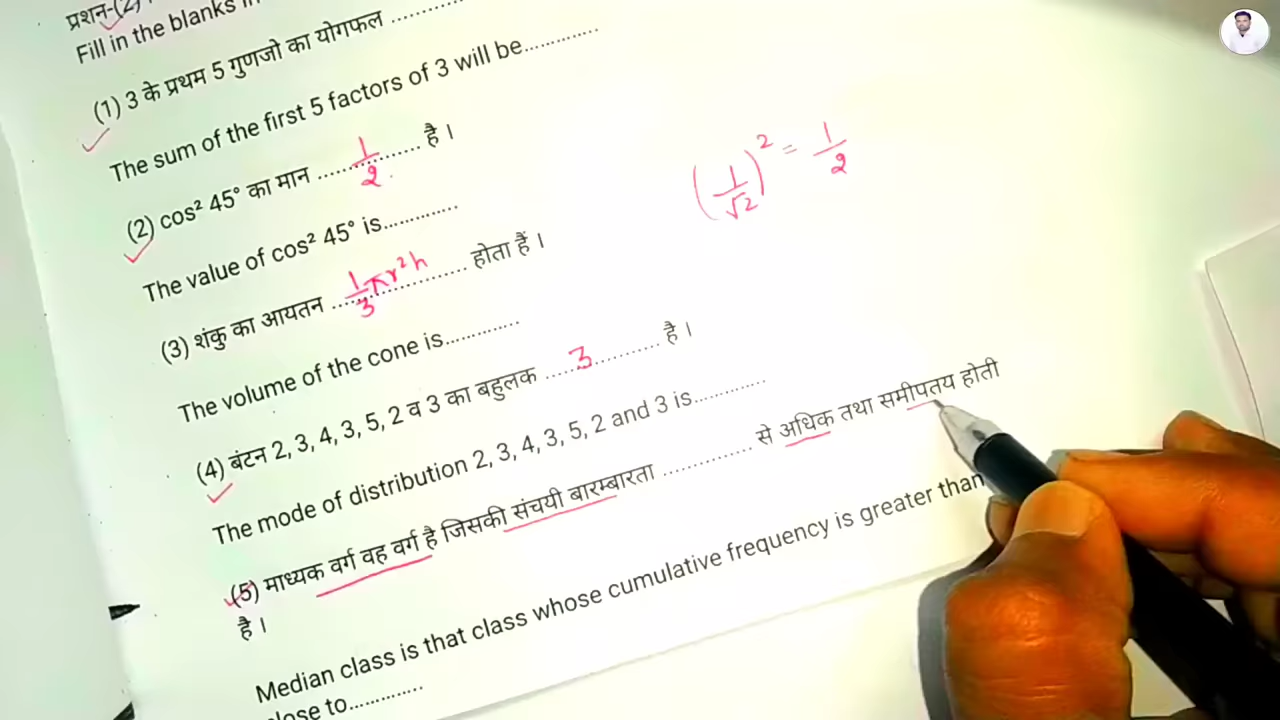 प्रशन-(2)
Fill in the blanks in
(1) 3 के प्रथम 5 गुणजो का योगफल ..........
The sum of the first 5 factors of 3 will be.............
(2) cos² 45° का मान ......1/2......... है।
(1/√2)² = 1/2
The value of cos² 45° is.............
(3) शंकु का आयतन ....1/3πr²h............ होता हैं।
The volume of the cone is.............
(4) बंटन 2, 3, 4, 3, 5, 2 व 3 का बहुलक .....3........... है।
The mode of distribution 2, 3, 4, 3, 5, 2 and 3 is.............
(5) माध्यक वर्ग वह वर्ग है जिसकी संचयी बारम्बारता ................ से अधिक तथा समीपतय होती
है।
Median class is that class whose cumulative frequency is greater than
close to.............